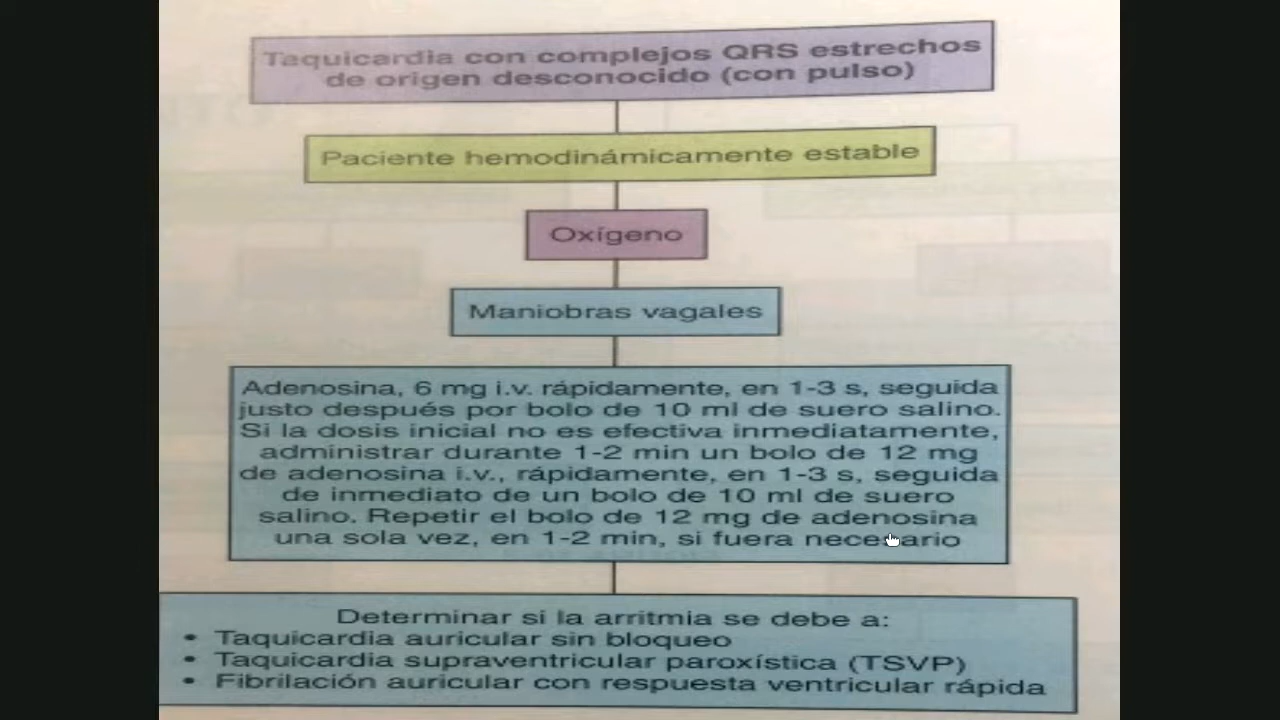 Taquicardia con complejos QRS estrechos
de origen desconocido (con pulso)
Paciente hemodinámicamente estable
Oxígeno
Maniobras vagales
Adenosina, 6 mg i.v. rápidamente, en 1-3 s, seguida
justo después por bolo de 10 ml de suero salino.
Si la dosis inicial no es efectiva inmediatamente,
administrar durante 1-2 min un bolo de 12 mg
de adenosina i.v., rápidamente, en 1-3 s, seguida
de inmediato de un bolo de 10 ml de suero
salino. Repetir el bolo de 12 mg de adenosina
una sola vez, en 1-2 min, si fuera necesario
Determinar si la arritmia se debe a:
• Taquicardia auricular sin bloqueo
• Taquicardia supraventricular paroxística (TSVP)
• Fibrilación auricular con respuesta ventricular rápida